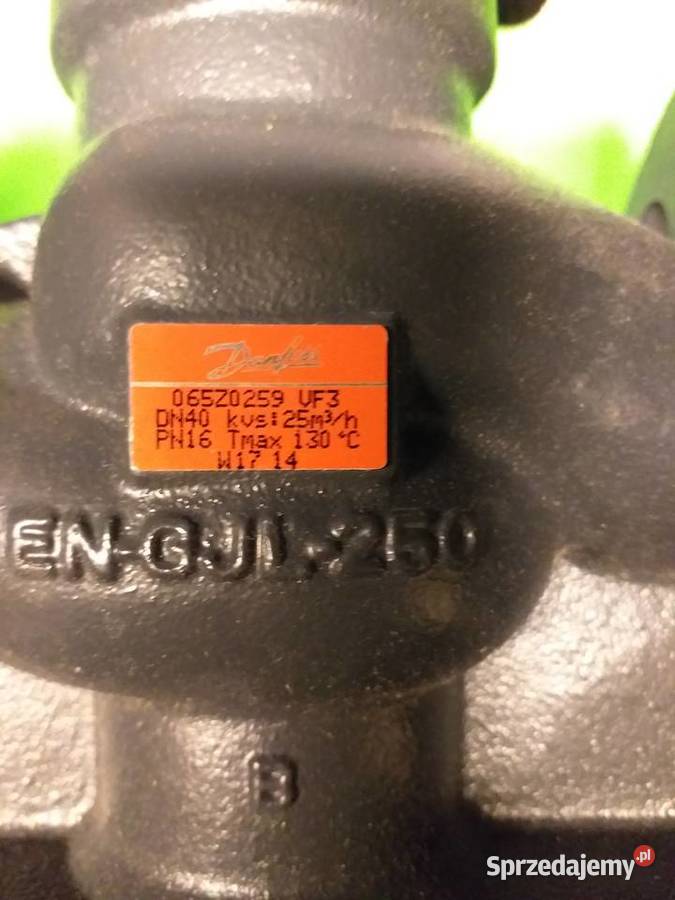 Danfoss
065Z0259 VF3
DN40 kvs:25m³/h
PN16 Tmax 130 °C
W17 14
EN-GJL-250
B
Sprzedajemy.pl